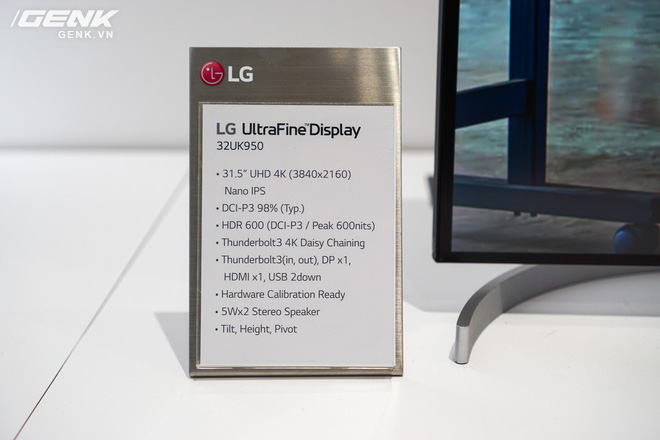 GENK
GENK.VN
LG
LG UltraFine™Display
32UK950
• 31.5" UHD 4K (3840x2160)
Nano IPS
• DCI-P3 98% (Typ.)
• HDR 600 (DCI-P3 / Peak 600nits)
• Thunderbolt3 4K Daisy Chaining
• Thunderbolt3(in, out), DP x1,
HDMI x1, USB 2down
• Hardware Calibration Ready
• 5Wx2 Stereo Speaker
• Tilt, Height, Pivot